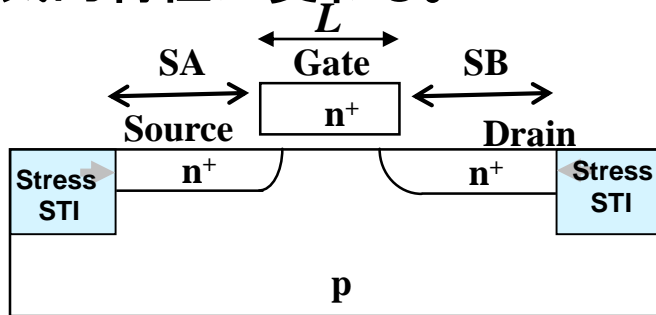 L
SA Gate SB
n⁺
Source Drain
Stress STI n⁺ n⁺ Stress STI
p